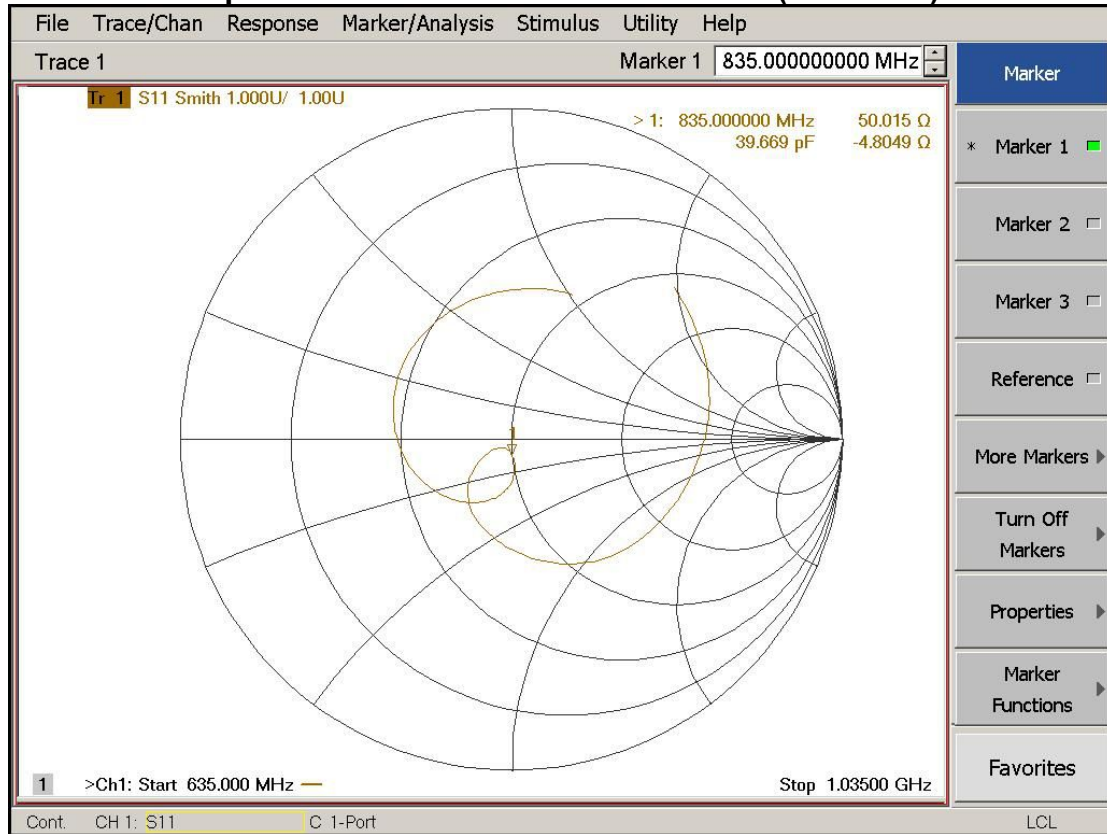 File Trace/Chan Response Marker/Analysis Stimulus Utility Help
Trace 1
Marker 1 835.000000000 MHz
Tr 1 S11 Smith 1.000U/ 1.00U
> 1: 835.000000 MHz 50.015 Ω
39.669 pF -4.8049 Ω
1
1 >Ch1: Start 635.000 MHz
Stop 1.03500 GHz
Cont. CH 1: S11 C 1-Port LCL
Marker
* Marker 1
Marker 2
Marker 3
Reference
More Markers
Turn Off
Markers
Properties
Marker
Functions
Favorites